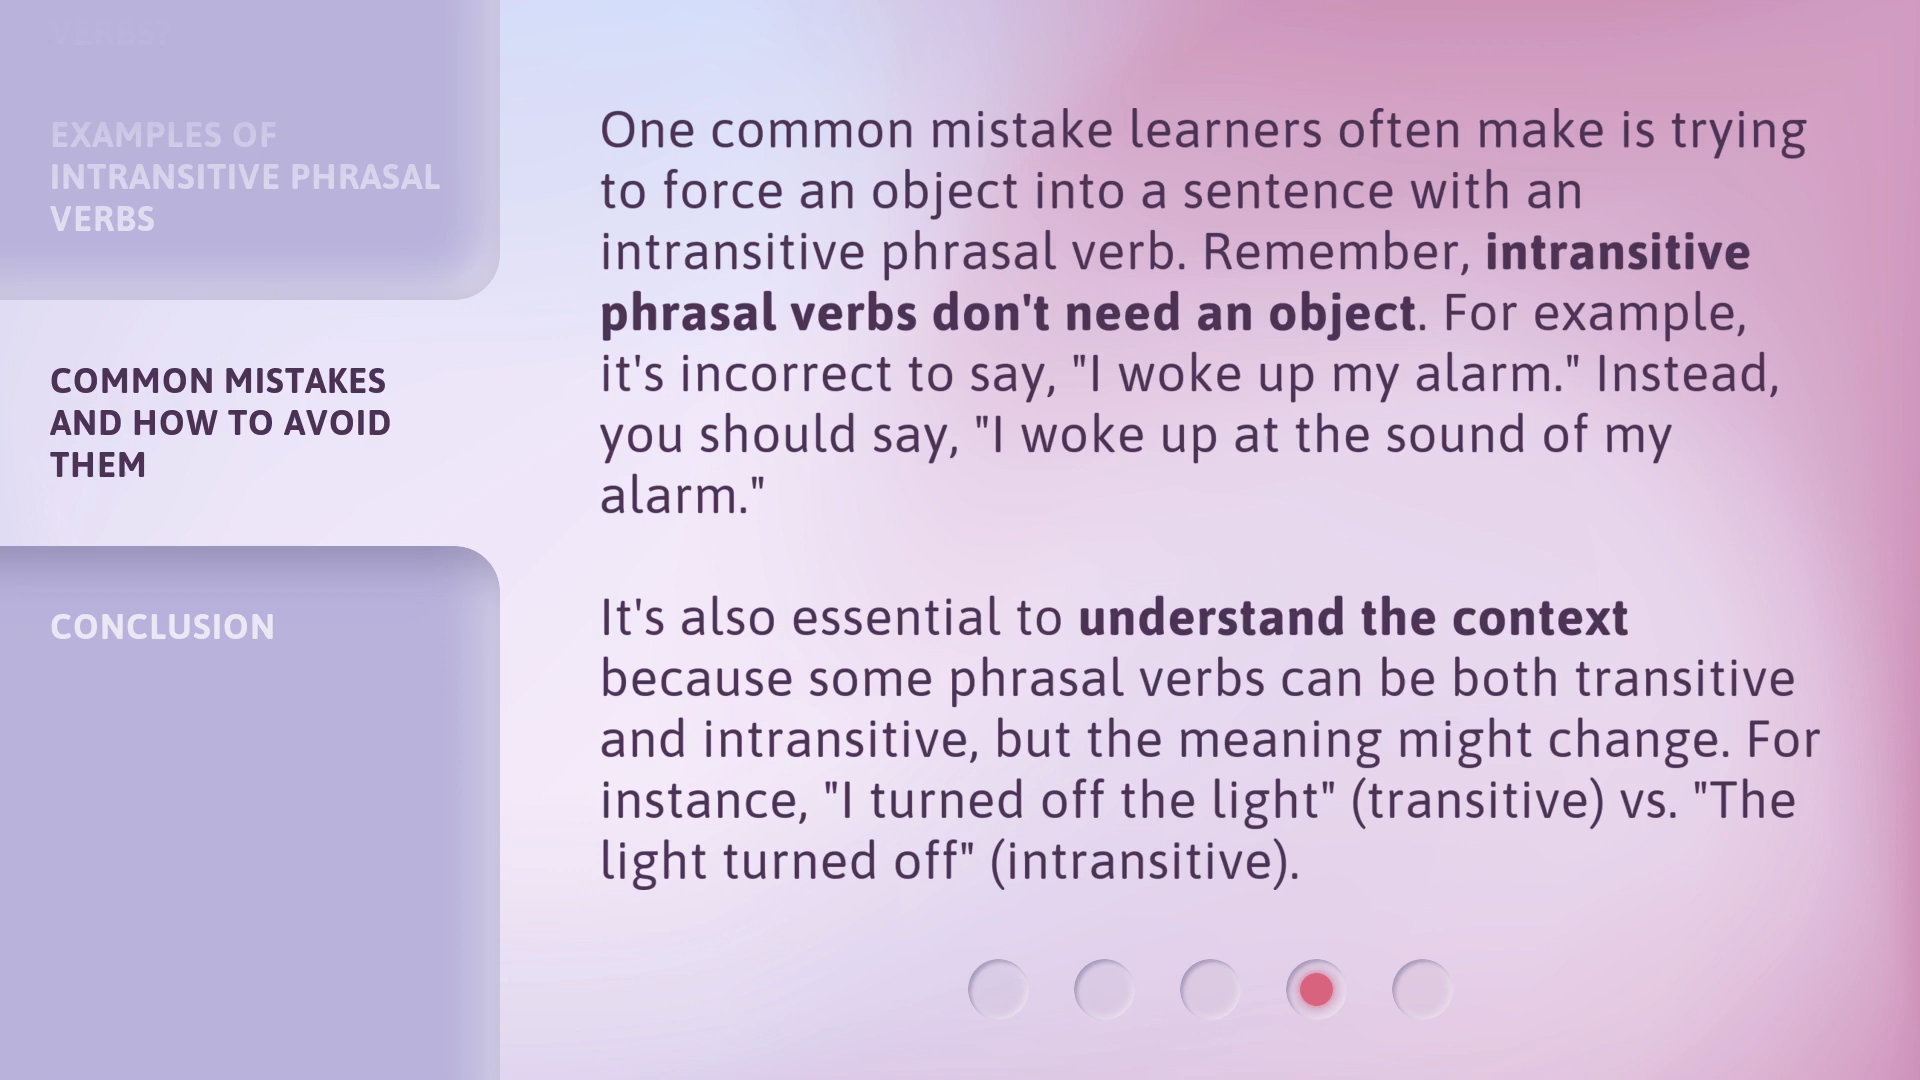 VERBS?
EXAMPLES OF
INTRANSITIVE PHRASAL
VERBS
COMMON MISTAKES
AND HOW TO AVOID
THEM
CONCLUSION
One common mistake learners often make is trying
to force an object into a sentence with an
intransitive phrasal verb. Remember, intransitive
phrasal verbs don't need an object. For example,
it's incorrect to say, "I woke up my alarm." Instead,
you should say, "I woke up at the sound of my
alarm."
It's also essential to understand the context
because some phrasal verbs can be both transitive
and intransitive, but the meaning might change. For
instance, "I turned off the light" (transitive) vs. "The
light turned off" (intransitive).